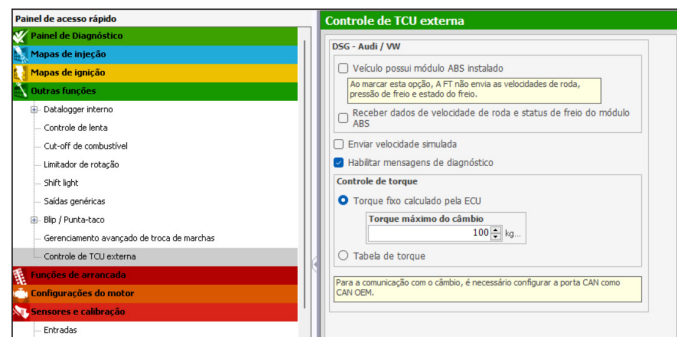 Painel de acesso rápido
Painel de Diagnóstico
Mapas de injeção
Mapas de ignição
Outras funções
Datalogger interno
Controle de lenta
Cut-off de combustível
Limitador de rotação
Shift light
Saídas genéricas
Blip / Punta-taco
Gerenciamento avançado de troca de marchas
Controle de TCU externa
Funções de arrancada
Configurações do motor
Sensores e calibração
Entradas
Controle de TCU externa
DSG - Audi / VW
Veículo possui módulo ABS instalado
Ao marcar esta opção, A FT não envia as velocidades de roda,
pressão de freio e estado do freio.
Receber dados de velocidade de roda e status de freio do módulo
ABS
Enviar velocidade simulada
Habilitar mensagens de diagnóstico
Controle de torque
Torque fixo calculado pela ECU
Torque máximo do câmbio
100 kg...
Tabela de torque
Para a comunicação com o câmbio, é necessário configurar a porta CAN como
CAN OEM.